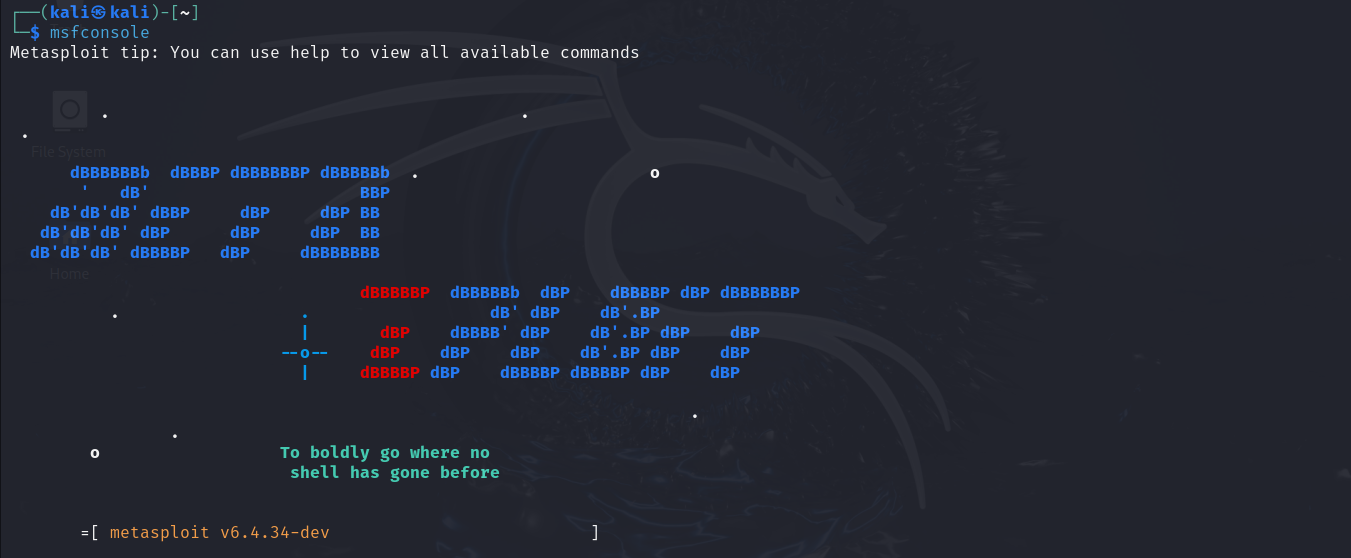 ┌──(kali㉿kali)-[~]
└─$ msfconsole
Metasploit tip: You can use help to view all available commands
File System
dBBBBBBb  dBBBP dBBBBBBP dBBBBBb  .                       o
'   dB'                     BBP
dB'dB'dB' dBBP     dBP     dBP BB
dB'dB'dB' dBP      dBP     dBP  BB
dB'dB'dB' dBBBBP   dBP     dBBBBBBB
Home
dBBBBBP  dBBBBBb  dBP    dBBBBP dBP dBBBBBBP
.                  .                  dB' dBP    dB'.BP
|       dBP    dBBBB' dBP    dB'.BP dBP    dBP
--o--    dBP    dBP    dBP    dB'.BP dBP    dBP
|     dBBBBP dBP    dBBBBP dBBBBP dBP    dBP
o                  To boldly go where no
shell has gone before
=[ metasploit v6.4.34-dev                          ]